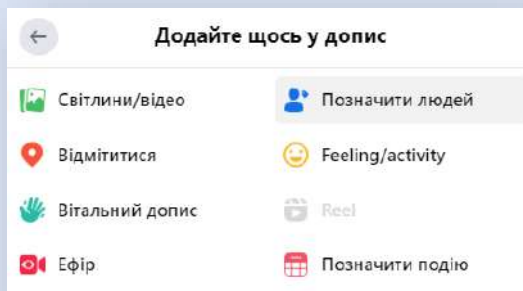 Додайте щось у допис
Світлини/відео
Позначити людей
Відмітитися
Feeling/activity
Вітальний допис
Reel
Ефір
Позначити подію